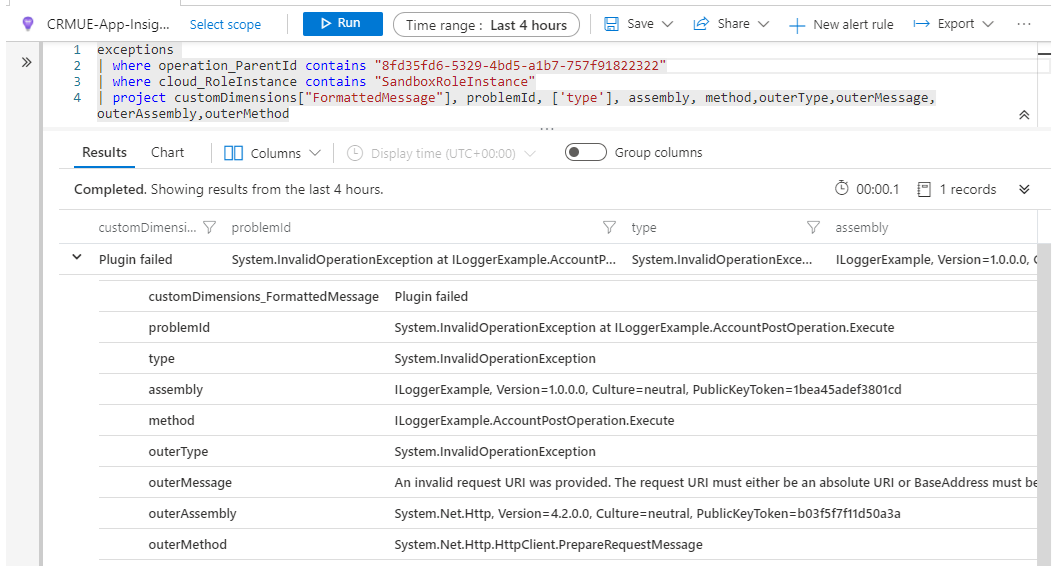 CRMUE-App-Insig... Select scope Run Time range : Last 4 hours Save Share New alert rule Export ...
1 exceptions
2 | where operation_ParentId contains "8fd35fd6-5329-4bd5-a1b7-757f91822322"
3 | where cloud_RoleInstance contains "SandboxRoleInstance"
4 | project customDimensions["FormattedMessage"], problemId, ['type'], assembly, method,outerType,outerMessage,
outerAssembly,outerMethod
Results Chart Columns Display time (UTC+00:00) Group columns
Completed. Showing results from the last 4 hours. 00:00.1 1 records
customDimensi... problemId type assembly
Plugin failed System.InvalidOperationException at ILoggerExample.AccountP... System.InvalidOperationExce... ILoggerExample, Version=1.0.0.0, C
customDimensions_FormattedMessage Plugin failed
problemId System.InvalidOperationException at ILoggerExample.AccountPostOperation.Execute
type System.InvalidOperationException
assembly ILoggerExample, Version=1.0.0.0, Culture=neutral, PublicKeyToken=1bea45adef3801cd
method ILoggerExample.AccountPostOperation.Execute
outerType System.InvalidOperationException
outerMessage An invalid request URI was provided. The request URI must either be an absolute URI or BaseAddress must be
outerAssembly System.Net.Http, Version=4.2.0.0, Culture=neutral, PublicKeyToken=b03f5f7f11d50a3a
outerMethod System.Net.Http.HttpClient.PrepareRequestMessage